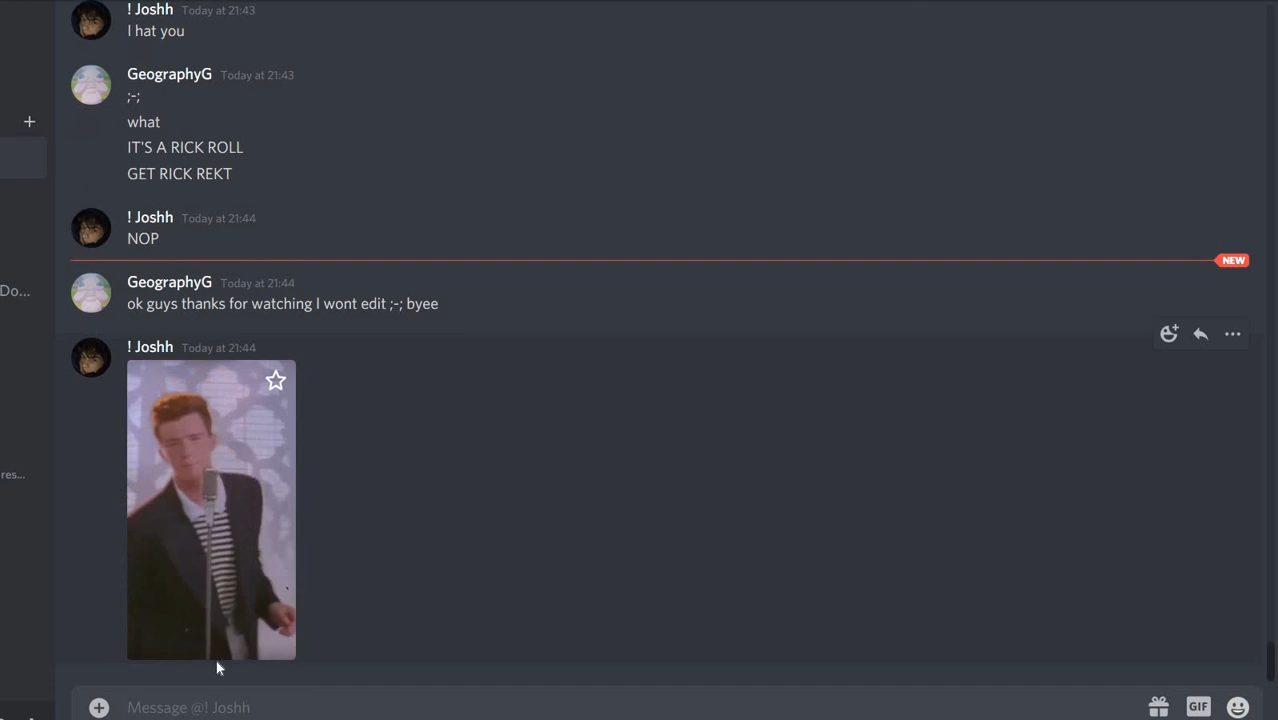 ! Joshh Today at 21:43
I hat you
GeographyG Today at 21:43
;-;
what
IT'S A RICK ROLL
GET RICK REKT
! Joshh Today at 21:44
NOP
NEW
GeographyG Today at 21:44
Do...
ok guys thanks for watching I wont edit ;-; byee
! Joshh Today at 21:44
res...
Message @! Joshh
GIF